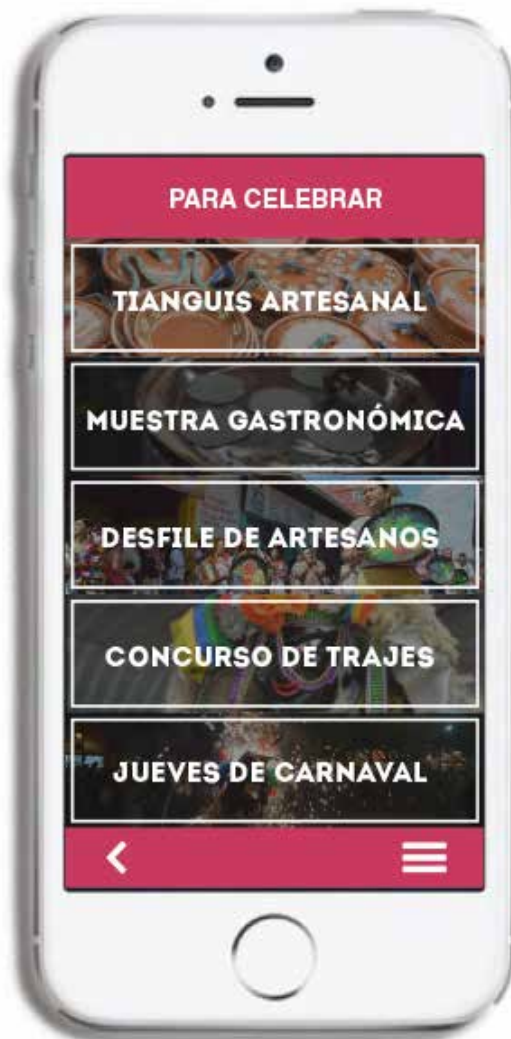 PARA CELEBRAR
TIANGUIS ARTESANAL
MUESTRA GASTRONÓMICA
DESFILE DE ARTESANOS
CONCURSO DE TRAJES
JUEVES DE CARNAVAL